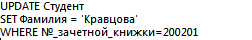 UPDATE Студент
SET Фамилия = 'Кравцова'
WHERE №_зачетной_книжки=200201